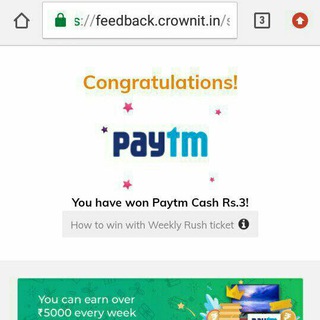 s://feedback.crownit.in/s
3
Congratulations!
paytm
You have won Paytm Cash Rs.3!
How to win with Weekly Rush ticket
You can earn over
₹5000 every week